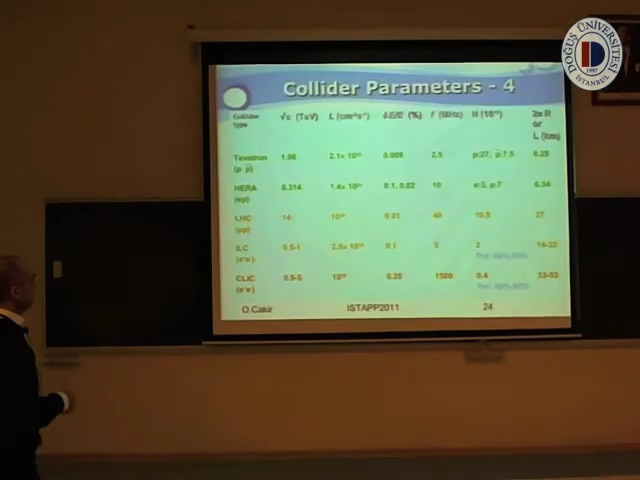 DOĞUŞ ÜNİVERSİTESİ
1997
İSTANBUL
Collider Parameters - 4
Collider type √s (TeV) L (cm⁻²s⁻¹) δE/E (%) f (MHz) N (10¹⁰) 2π R or L (km)
Tevatron (p p̄) 1.96 0.009 2.5 p:27, p̄:7.5 6.28
HERA (ep) 0.314 0.1, 0.02 10 e:3, p:7 6.34
LHC (pp) 14 0.01 40 10.5 27
ILC (e⁺e⁻) 0.5-1 0.1 3 2
CLIC (e⁺e⁻) 0.5-5 0.35 1500 0.4 33-53
O.Cakir ISTAPP2011 24